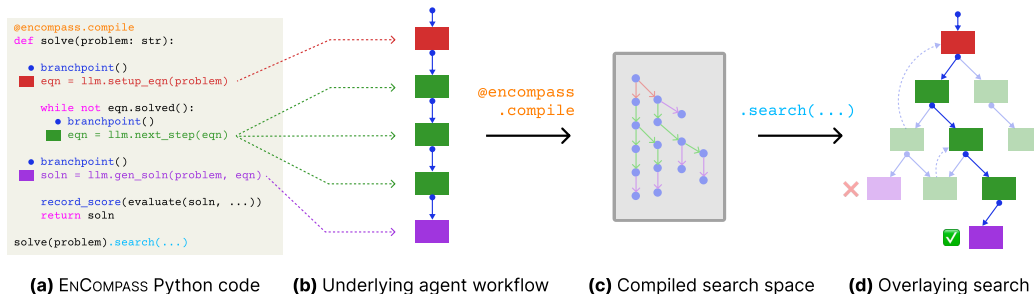 @encompass.compile
def solve(problem: str):
branchpoint()
eqn = llm.setup_eqn(problem)
while not eqn.solved():
branchpoint()
eqn = llm.next_step(eqn)
branchpoint()
soln = llm.gen_soln(problem, eqn)
record_score(evaluate(soln, ...))
return soln
solve(problem).search(...)
@encompass
.compile
.search(...)
(a) ENCOMPASS Python code
(b) Underlying agent workflow
(c) Compiled search space
(d) Overlaying search